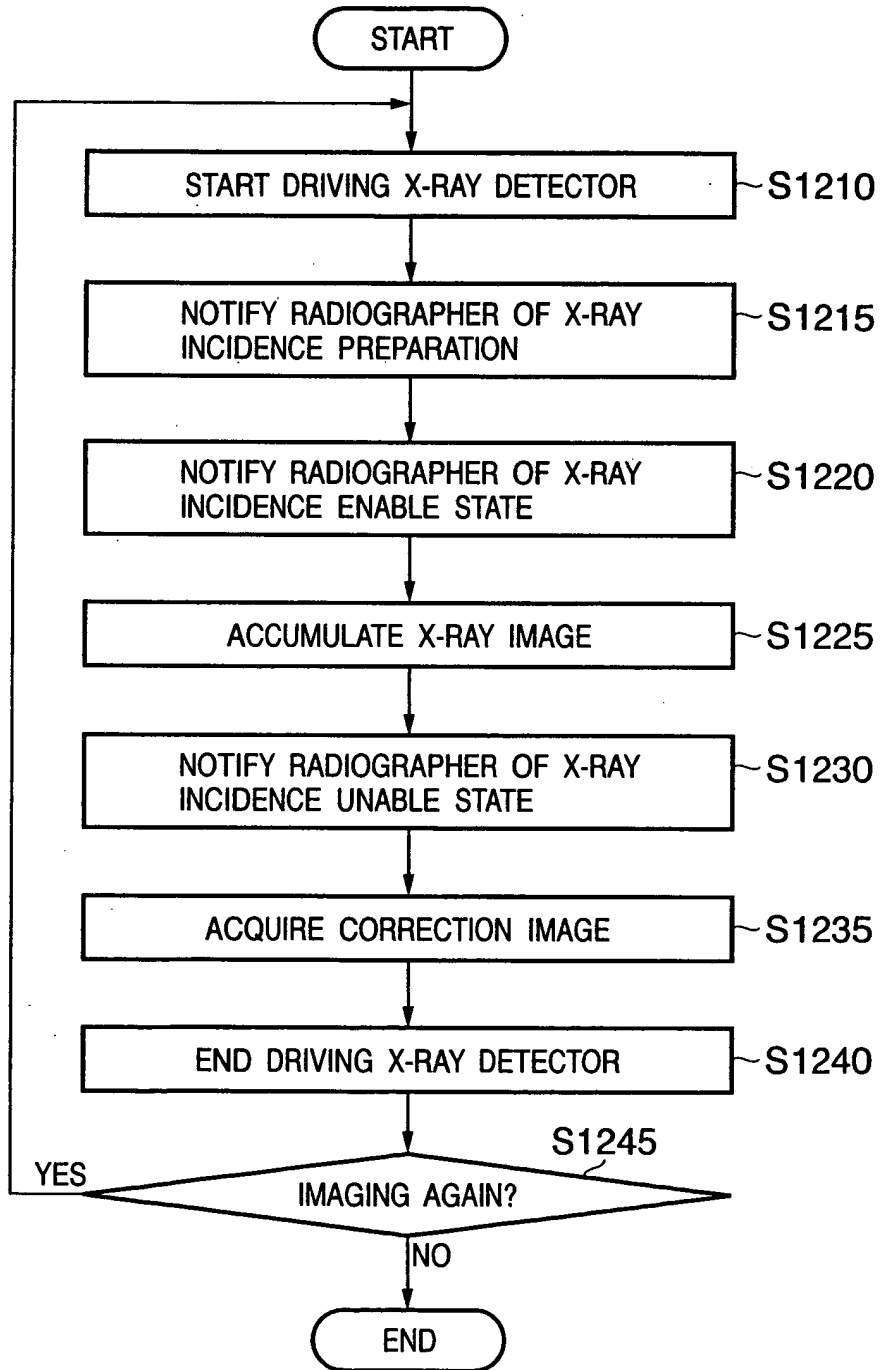 START
START DRIVING X-RAY DETECTOR
~S1210
NOTIFY RADIOGRAPHER OF X-RAY
INCIDENCE PREPARATION
~S1215
NOTIFY RADIOGRAPHER OF X-RAY
INCIDENCE ENABLE STATE
~S1220
ACCUMULATE X-RAY IMAGE
~S1225
NOTIFY RADIOGRAPHER OF X-RAY
INCIDENCE UNABLE STATE
~S1230
ACQUIRE CORRECTION IMAGE
~S1235
END DRIVING X-RAY DETECTOR
~S1240
S1245
YES
IMAGING AGAIN?
NO
END